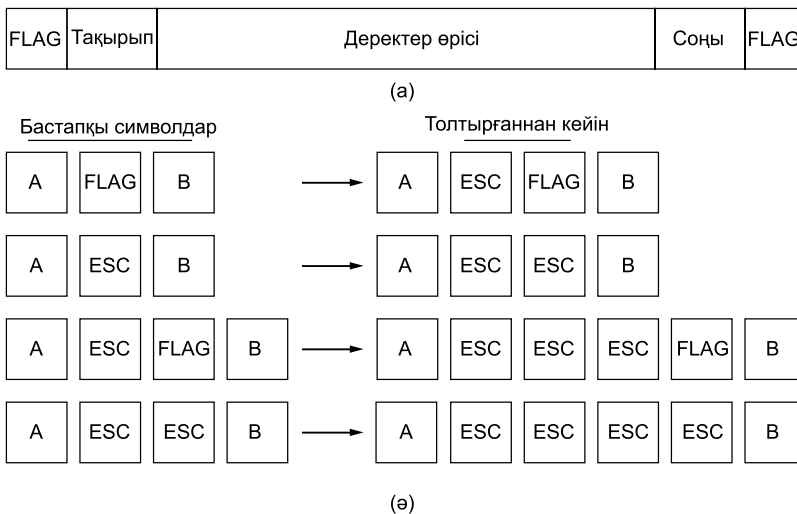 FLAG Тақырып Деректер өрісі Соңы FLAG
(а)
Бастапқы символдар Толтырғаннан кейін
A FLAG B A ESC FLAG B
A ESC B A ESC ESC B
A ESC FLAG B A ESC ESC ESC FLAG B
A ESC ESC B A ESC ESC ESC ESC B
(ә)